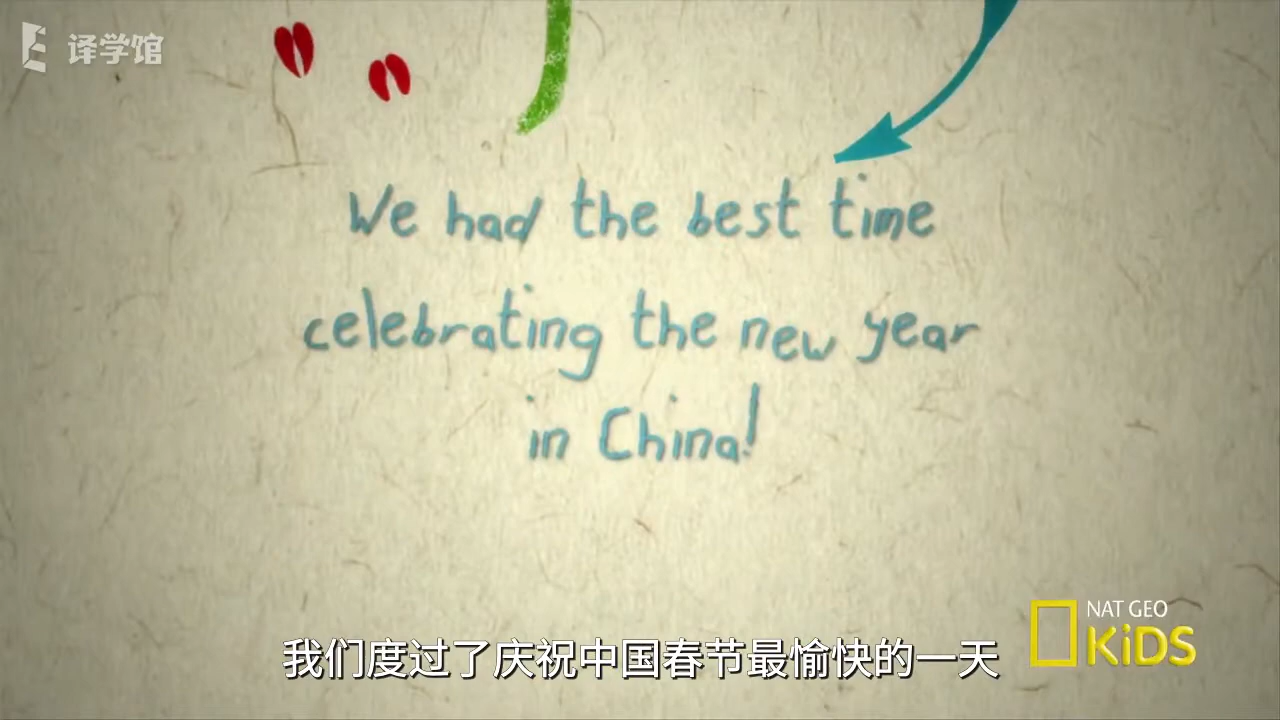 译学馆
We had the best time
celebrating the new year
in China!
NAT GEO
KiDS
我们度过了庆祝中国春节最愉快的一天